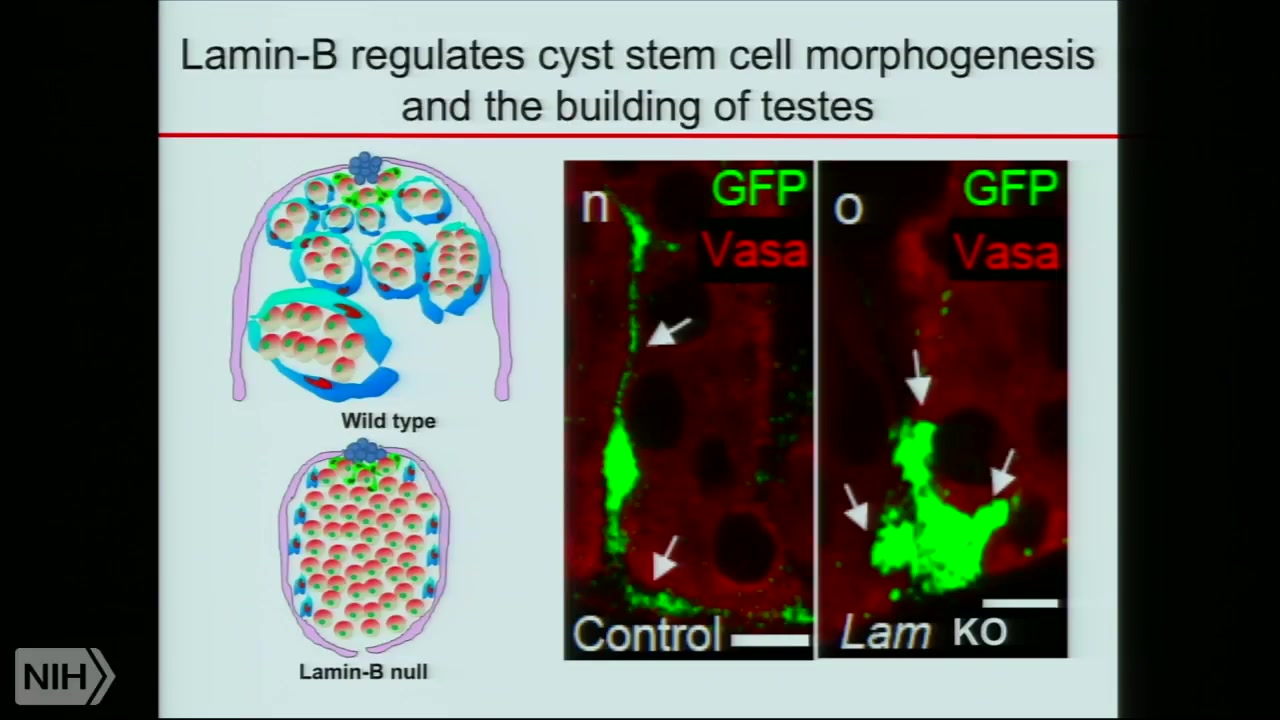 Lamin-B regulates cyst stem cell morphogenesis
and the building of testes
Wild type
Lamin-B null
n
GFP
Vasa
Control
o
GFP
Vasa
Lam KO
NIH